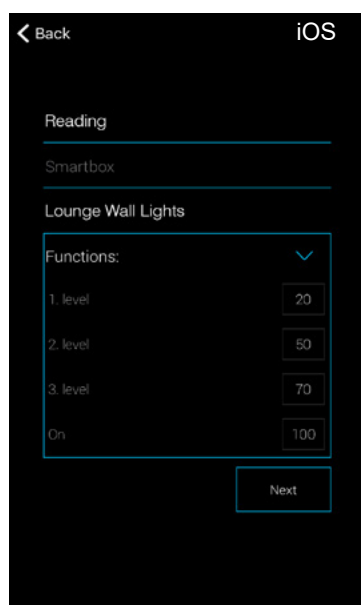 Back iOS
Reading
Smartbox
Lounge Wall Lights
Functions:
1. level 20
2. level 50
3. level 70
On 100
Next